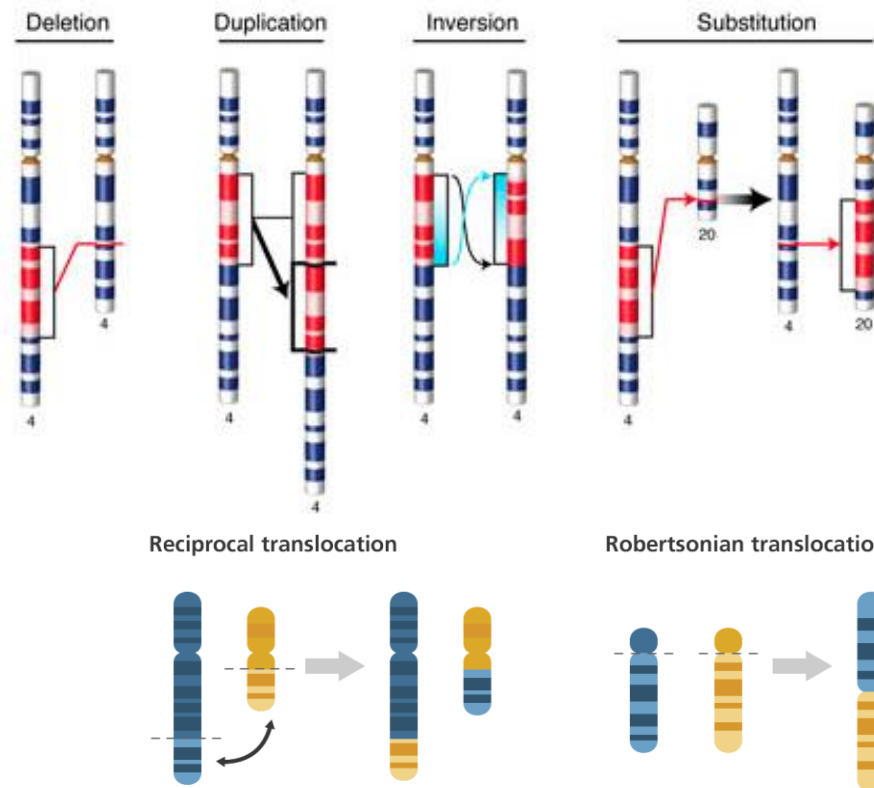 Deletion
Duplication
Inversion
Substitution
4
4
4
4
4
4
4
20
4
20
Reciprocal translocation
Robertsonian translocatio